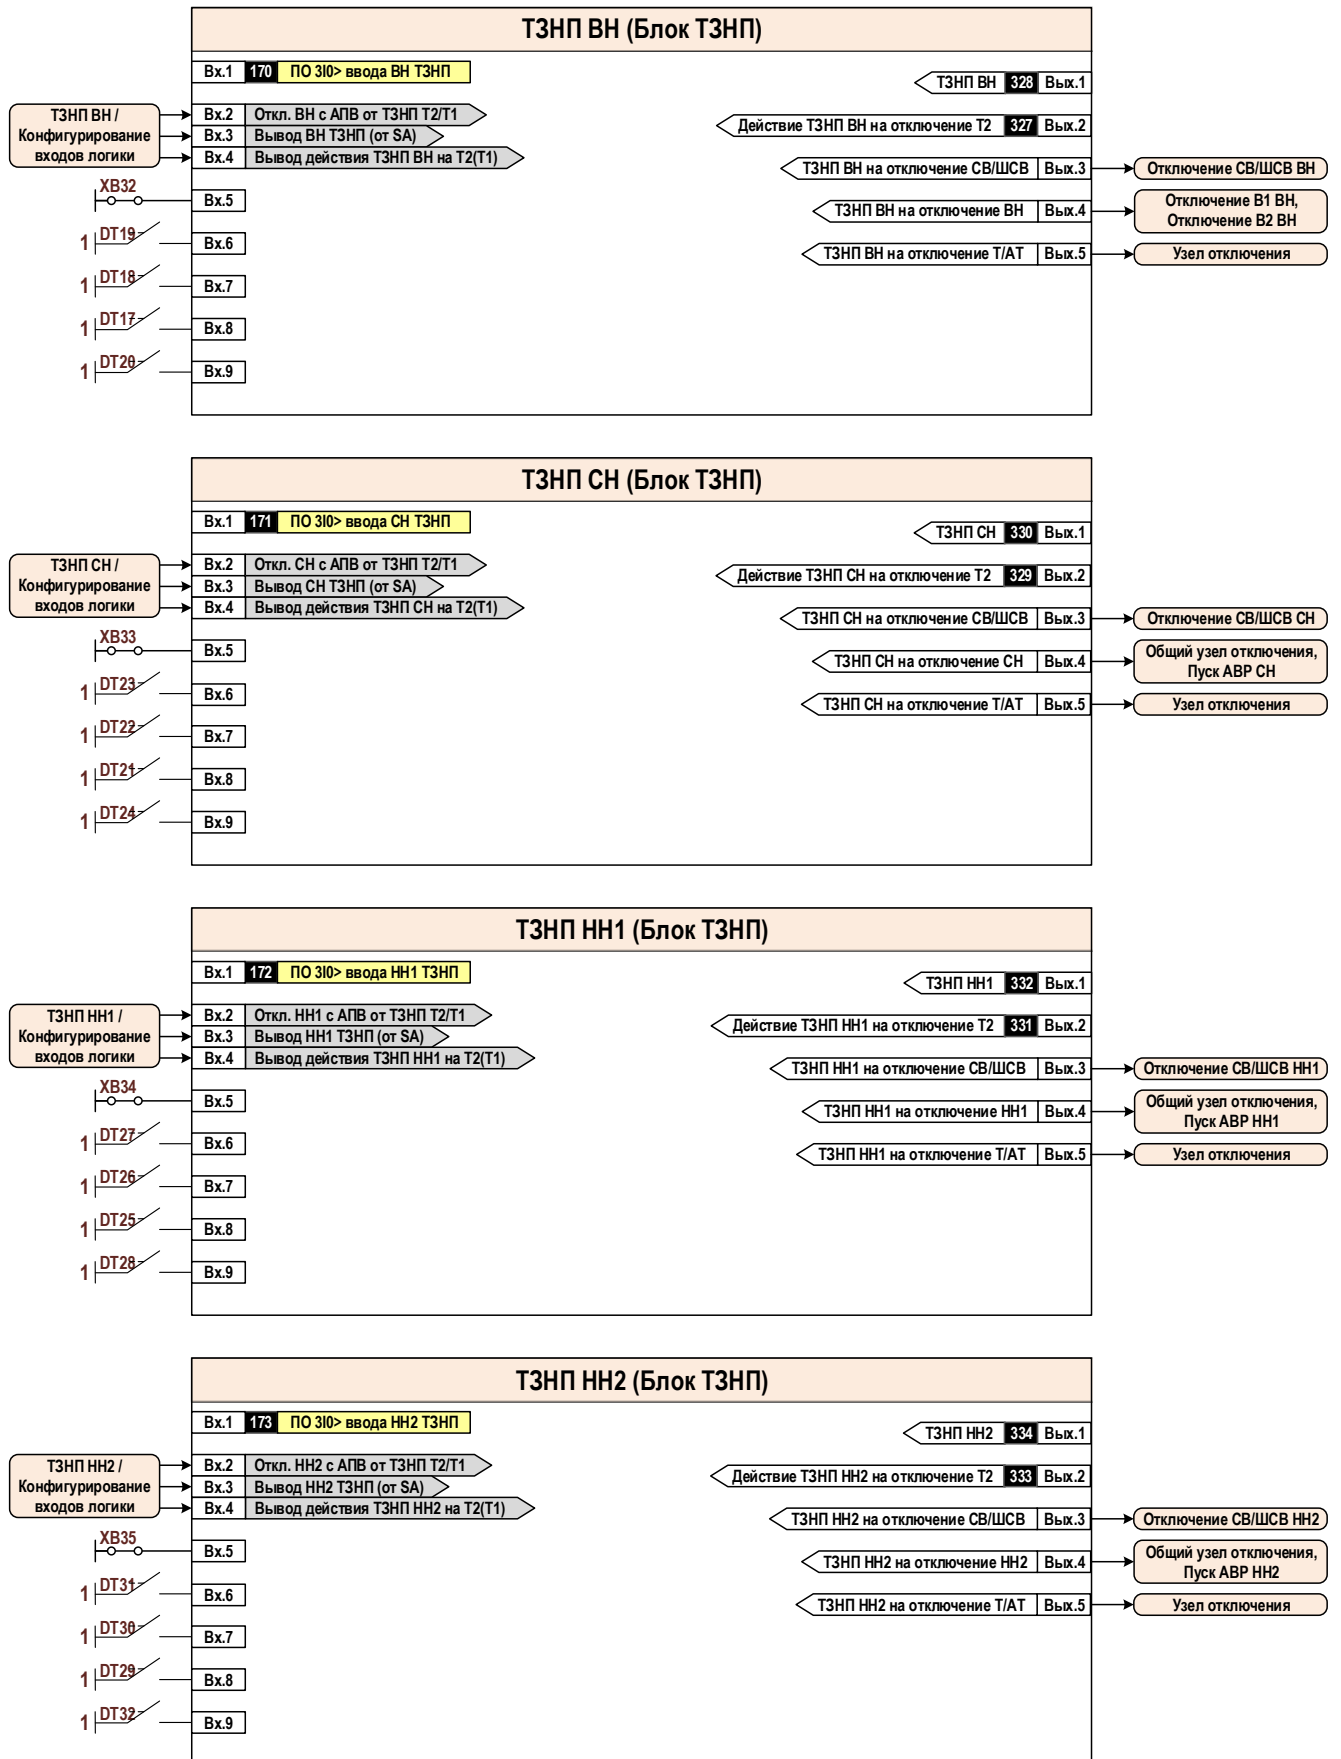 ТЗНП ВН (Блок ТЗНП)
Вх.1 170 ПО 3I0> ввода ВН ТЗНП
ТЗНП ВН 328 Вых.1
ТЗНП ВН /
Конфигурирование
входов логики
Вх.2 Откл. ВН с АПВ от ТЗНП Т2/Т1
Вх.3 Вывод ВН ТЗНП (от SA)
Вх.4 Вывод действия ТЗНП ВН на Т2(Т1)
Действие ТЗНП ВН на отключение Т2 327 Вых.2
ТЗНП ВН на отключение СВ/ШСВ Вых.3
Отключение СВ/ШСВ ВН
XB32
Вх.5
ТЗНП ВН на отключение ВН Вых.4
Отключение В1 ВН,
Отключение В2 ВН
1 DT19
Вх.6
ТЗНП ВН на отключение Т/АТ Вых.5
Узел отключения
1 DT18
Вх.7
1 DT17
Вх.8
1 DT20
Вх.9
ТЗНП СН (Блок ТЗНП)
Вх.1 171 ПО 3I0> ввода СН ТЗНП
ТЗНП СН 330 Вых.1
ТЗНП СН /
Конфигурирование
входов логики
Вх.2 Откл. СН с АПВ от ТЗНП Т2/Т1
Вх.3 Вывод СН ТЗНП (от SA)
Вх.4 Вывод действия ТЗНП СН на Т2(Т1)
Действие ТЗНП СН на отключение Т2 329 Вых.2
ТЗНП СН на отключение СВ/ШСВ Вых.3
Отключение СВ/ШСВ СН
XB33
Вх.5
ТЗНП СН на отключение СН Вых.4
Общий узел отключения,
Пуск АВР СН
1 DT23
Вх.6
ТЗНП СН на отключение Т/АТ Вых.5
Узел отключения
1 DT22
Вх.7
1 DT21
Вх.8
1 DT24
Вх.9
ТЗНП НН1 (Блок ТЗНП)
Вх.1 172 ПО 3I0> ввода НН1 ТЗНП
ТЗНП НН1 332 Вых.1
ТЗНП НН1 /
Конфигурирование
входов логики
Вх.2 Откл. НН1 с АПВ от ТЗНП Т2/Т1
Вх.3 Вывод НН1 ТЗНП (от SA)
Вх.4 Вывод действия ТЗНП НН1 на Т2(Т1)
Действие ТЗНП НН1 на отключение Т2 331 Вых.2
ТЗНП НН1 на отключение СВ/ШСВ Вых.3
Отключение СВ/ШСВ НН1
XB34
Вх.5
ТЗНП НН1 на отключение НН1 Вых.4
Общий узел отключения,
Пуск АВР НН1
1 DT27
Вх.6
ТЗНП НН1 на отключение Т/АТ Вых.5
Узел отключения
1 DT26
Вх.7
1 DT25
Вх.8
1 DT28
Вх.9
ТЗНП НН2 (Блок ТЗНП)
Вх.1 173 ПО 3I0> ввода НН2 ТЗНП
ТЗНП НН2 334 Вых.1
ТЗНП НН2 /
Конфигурирование
входов логики
Вх.2 Откл. НН2 с АПВ от ТЗНП Т2/Т1
Вх.3 Вывод НН2 ТЗНП (от SA)
Вх.4 Вывод действия ТЗНП НН2 на Т2(Т1)
Действие ТЗНП НН2 на отключение Т2 333 Вых.2
ТЗНП НН2 на отключение СВ/ШСВ Вых.3
Отключение СВ/ШСВ НН2
XB35
Вх.5
ТЗНП НН2 на отключение НН2 Вых.4
Общий узел отключения,
Пуск АВР НН2
1 DT31
Вх.6
ТЗНП НН2 на отключение Т/АТ Вых.5
Узел отключения
1 DT30
Вх.7
1 DT29
Вх.8
1 DT32
Вх.9